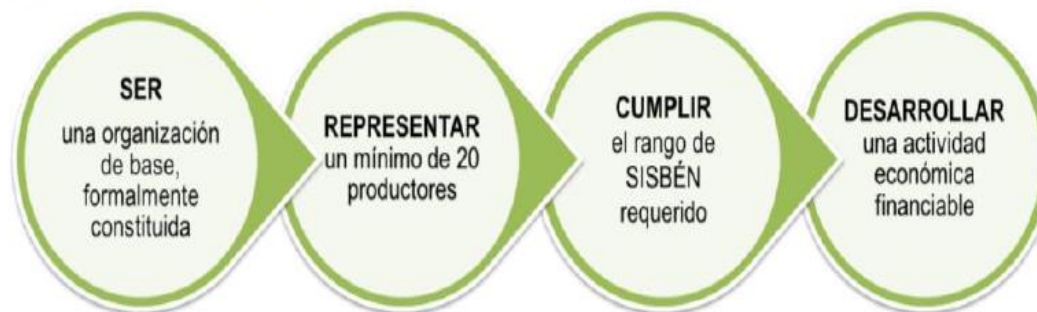 SER
una organización
de base,
formalmente
constituida
REPRESENTAR
un mínimo de 20
productores
CUMPLIR
el rango de
SISBÉN
requerido
DESARROLLAR
una actividad
económica
financiable